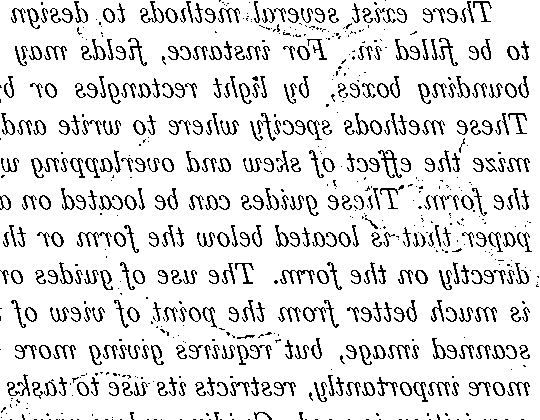 There exist several methods to design
to be filled in. For instance, fields may
bounding boxes, by light rectangles or
These methods specify where to write and
mize the effect of skew and overlapping
the form. These guides can be located on a
paper that is located below the form or
directly on the form. The use of guides on
is much better from the point of view of
scanned image, but requires giving more
more importantly, restricts its use to tasks